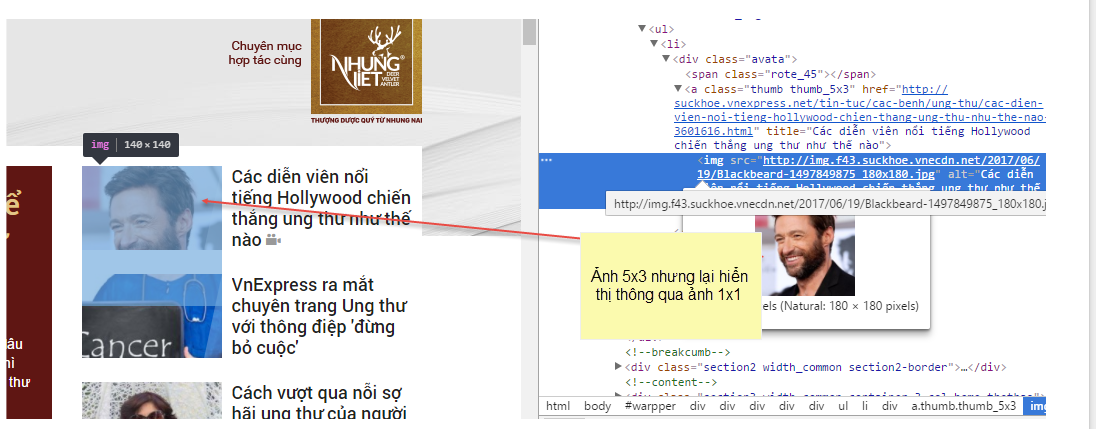 Chuyên mục
hợp tác cùng
NHUNG
VIET
DEER
VELVET
ANTLER
THƯỢNG DƯỢC QUÝ TỪ NHUNG NAI
img | 140 × 140
Các diễn viên nổi
tiếng Hollywood chiến
thắng ung thư như thế
nào
VnExpress ra mắt
chuyên trang Ung thư
với thông điệp 'đừng
bỏ cuộc'
Cancer
Cách vượt qua nỗi sợ
hãi ung thư của người
ể
âu
hỉ
thư
▼<ul>
▼<li>
▼<div class="avata">
<span class="rote_45"></span>
▼<a class="thumb thumb_5x3" href="http://
suckhoe.vnexpress.net/tin-tuc/cac-benh/ung-thu/cac-dien-
vien-noi-tieng-hollywood-chien-thang-ung-thu-nhu-the-nao-
3601616.html" title="Các diễn viên nổi tiếng Hollywood
chiến thắng ung thư như thế nào">
<img src="http://img.f43.suckhoe.vnecdn.net/2017/06/
19/Blackbeard-1497849875_180x180.jpg" alt="Các diễn
viên nổi tiếng Hollywood chiến thắng ung thư như thế
http://img.f43.suckhoe.vnecdn.net/2017/06/19/Blackbeard-1497849875_180x180.j
Ảnh 5x3 nhưng lại hiển
thị thông qua ảnh 1x1
els (Natural: 180 × 180 pixels)
</div>
<!--breakcumb-->
▶<div class="section2 width_common section2-border">…</div>
<!--content-->
html body #warpper div div div div div ul li div a.thumb.thumb_5x3 img